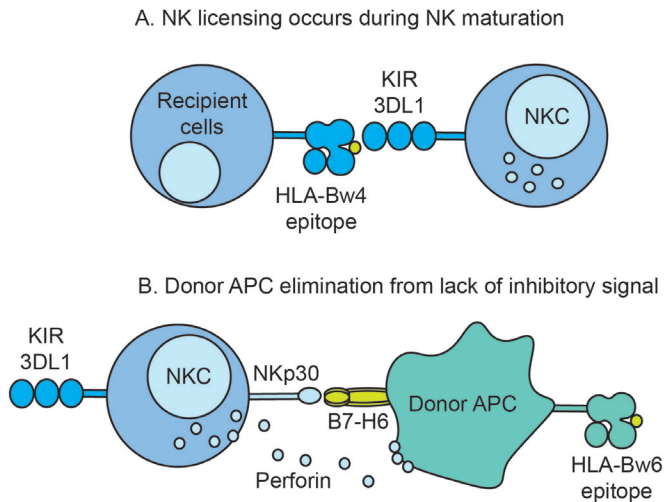 A. NK licensing occurs during NK maturation
KIR
3DL1
Recipient
cells
NKC
HLA-Bw4
epitope
B. Donor APC elimination from lack of inhibitory signal
KIR
3DL1
NKC
NKp30
B7-H6
Donor APC
Perforin
HLA-Bw6
epitope